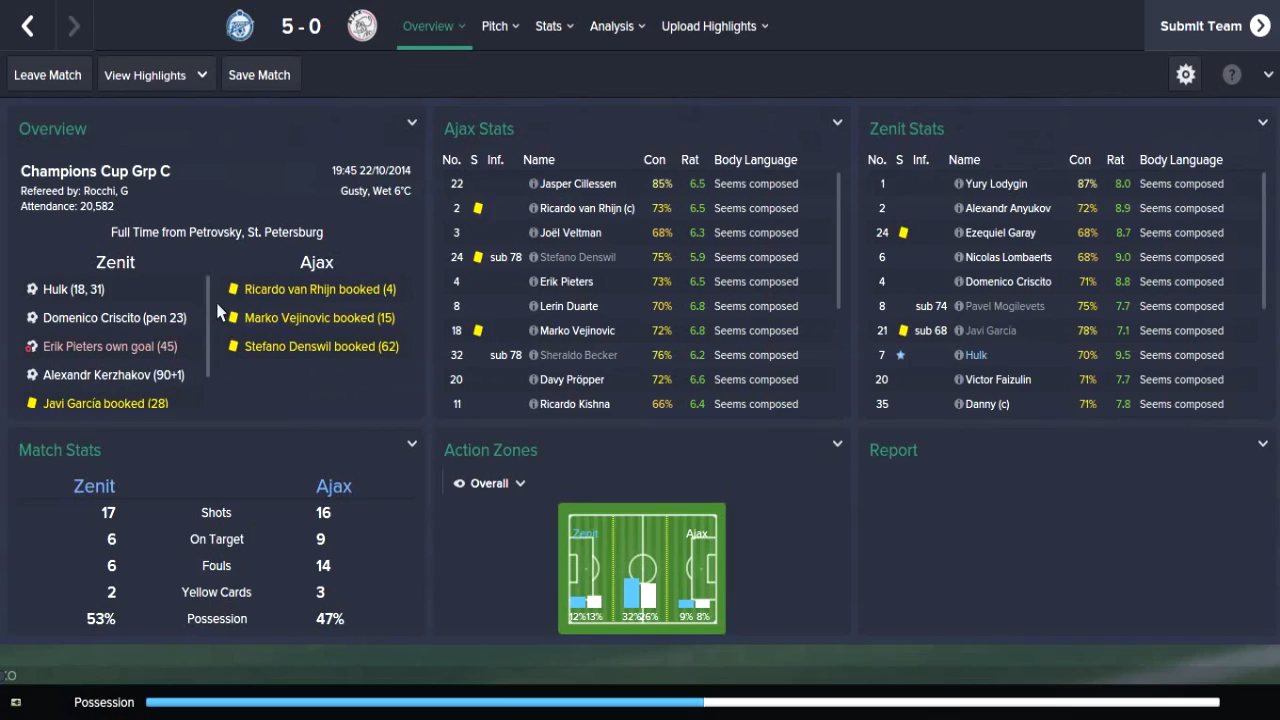 5 - 0
Overview
Pitch
Stats
Analysis
Upload Highlights
Submit Team
Leave Match
View Highlights
Save Match
?
Overview
Champions Cup Grp C
19:45 22/10/2014
Refereed by: Rocchi, G
Gusty, Wet 6°C
Attendance: 20,582
Full Time from Petrovsky, St. Petersburg
Zenit
Ajax
Hulk (18, 31)
Ricardo van Rhijn booked (4)
Domenico Criscito (pen 23)
Marko Vejinovic booked (15)
Erik Pieters own goal (45)
Stefano Denswil booked (62)
Alexandr Kerzhakov (90+1)
Javi García booked (28)
Ajax Stats
No. S Inf. Name Con Rat Body Language
22 Jasper Cillessen 85% 6.5 Seems composed
2 Ricardo van Rhijn (c) 73% 6.5 Seems composed
3 Joël Veltman 68% 6.3 Seems composed
24 sub 78 Stefano Denswil 75% 5.9 Seems composed
4 Erik Pieters 73% 6.5 Seems composed
8 Lerin Duarte 70% 6.8 Seems composed
18 Marko Vejinovic 72% 6.8 Seems composed
32 sub 78 Sheraldo Becker 76% 6.2 Seems composed
20 Davy Pröpper 72% 6.6 Seems composed
11 Ricardo Kishna 66% 6.4 Seems composed
Zenit Stats
No. S Inf. Name Con Rat Body Language
1 Yury Lodygin 87% 8.0 Seems composed
2 Alexandr Anyukov 72% 8.9 Seems composed
24 Ezequiel Garay 68% 8.7 Seems composed
6 Nicolas Lombaerts 68% 9.0 Seems composed
4 Domenico Criscito 71% 8.8 Seems composed
8 sub 74 Pavel Mogilevets 75% 7.7 Seems composed
21 sub 68 Javi García 78% 7.1 Seems composed
7 Hulk 70% 9.5 Seems composed
20 Victor Faizulin 71% 7.7 Seems composed
35 Danny (c) 71% 7.8 Seems composed
Match Stats
Zenit
Ajax
17 Shots 16
6 On Target 9
6 Fouls 14
2 Yellow Cards 3
53% Possession 47%
Action Zones
Overall
Zenit
Ajax
12% 13% 32% 26% 9% 8%
Report
Possession